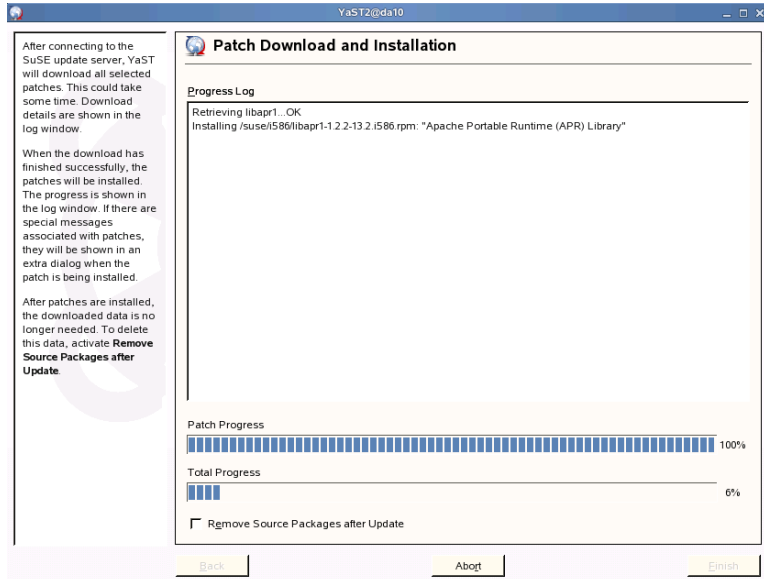 YaST2@da10
After connecting to the
SuSE update server, YaST
will download all selected
patches. This could take
some time. Download
details are shown in the
log window.
When the download has
finished successfully, the
patches will be installed.
The progress is shown in
the log window. If there are
special messages
associated with patches,
they will be shown in an
extra dialog when the
patch is being installed.
After patches are installed,
the downloaded data is no
longer needed. To delete
this data, activate Remove
Source Packages after
Update.
Patch Download and Installation
Progress Log
Retrieving libapr1...OK
Installing /suse/i586/libapr1-1.2.2-13.2.i586.rpm: "Apache Portable Runtime (APR) Library"
Patch Progress
100%
Total Progress
6%
Remove Source Packages after Update
Back
Abort
Finish